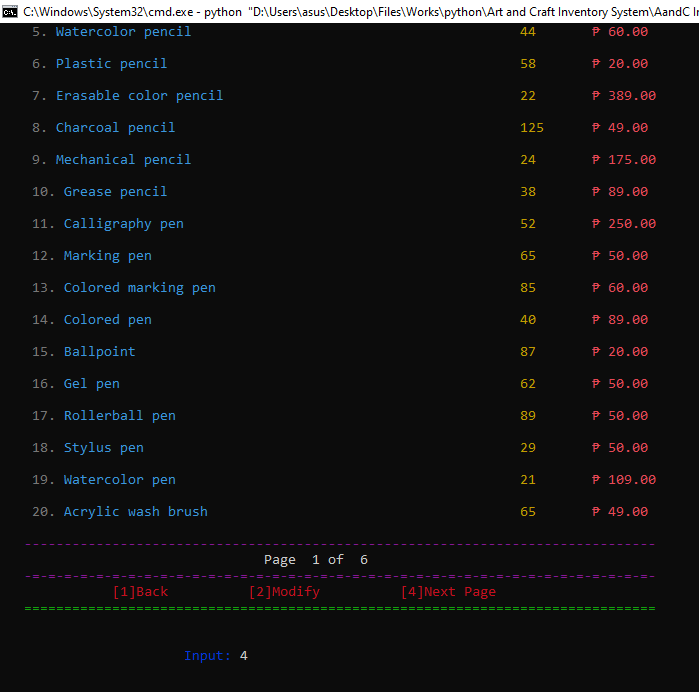 C:\Windows\System32\cmd.exe - python  "D:\Users\asus\Desktop\Files\Works\python\Art and Craft Inventory System\AandC In
5. Watercolor pencil 44 ₱ 60.00
6. Plastic pencil 58 ₱ 20.00
7. Erasable color pencil 22 ₱ 389.00
8. Charcoal pencil 125 ₱ 49.00
9. Mechanical pencil 24 ₱ 175.00
10. Grease pencil 38 ₱ 89.00
11. Calligraphy pen 52 ₱ 250.00
12. Marking pen 65 ₱ 50.00
13. Colored marking pen 85 ₱ 60.00
14. Colored pen 40 ₱ 89.00
15. Ballpoint 87 ₱ 20.00
16. Gel pen 62 ₱ 50.00
17. Rollerball pen 89 ₱ 50.00
18. Stylus pen 29 ₱ 50.00
19. Watercolor pen 21 ₱ 109.00
20. Acrylic wash brush 65 ₱ 49.00
Page  1 of  6
[1]Back [2]Modify [4]Next Page
Input: 4